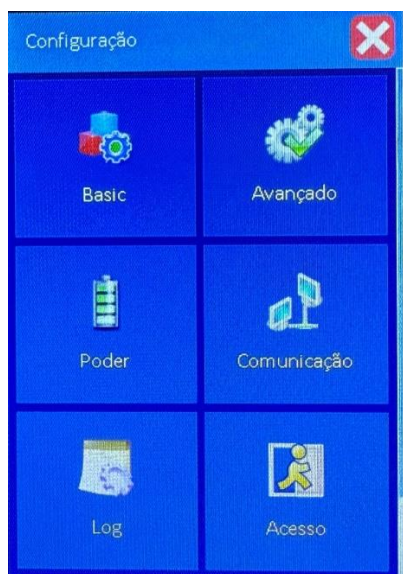 Configuração
Basic
Avançado
Poder
Comunicação
Log
Acesso